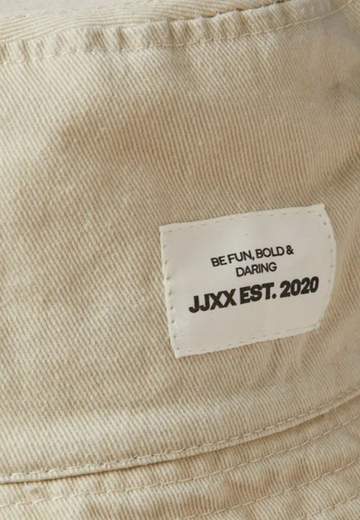 BE FUN, BOLD &
DARING
JJXX EST. 2020